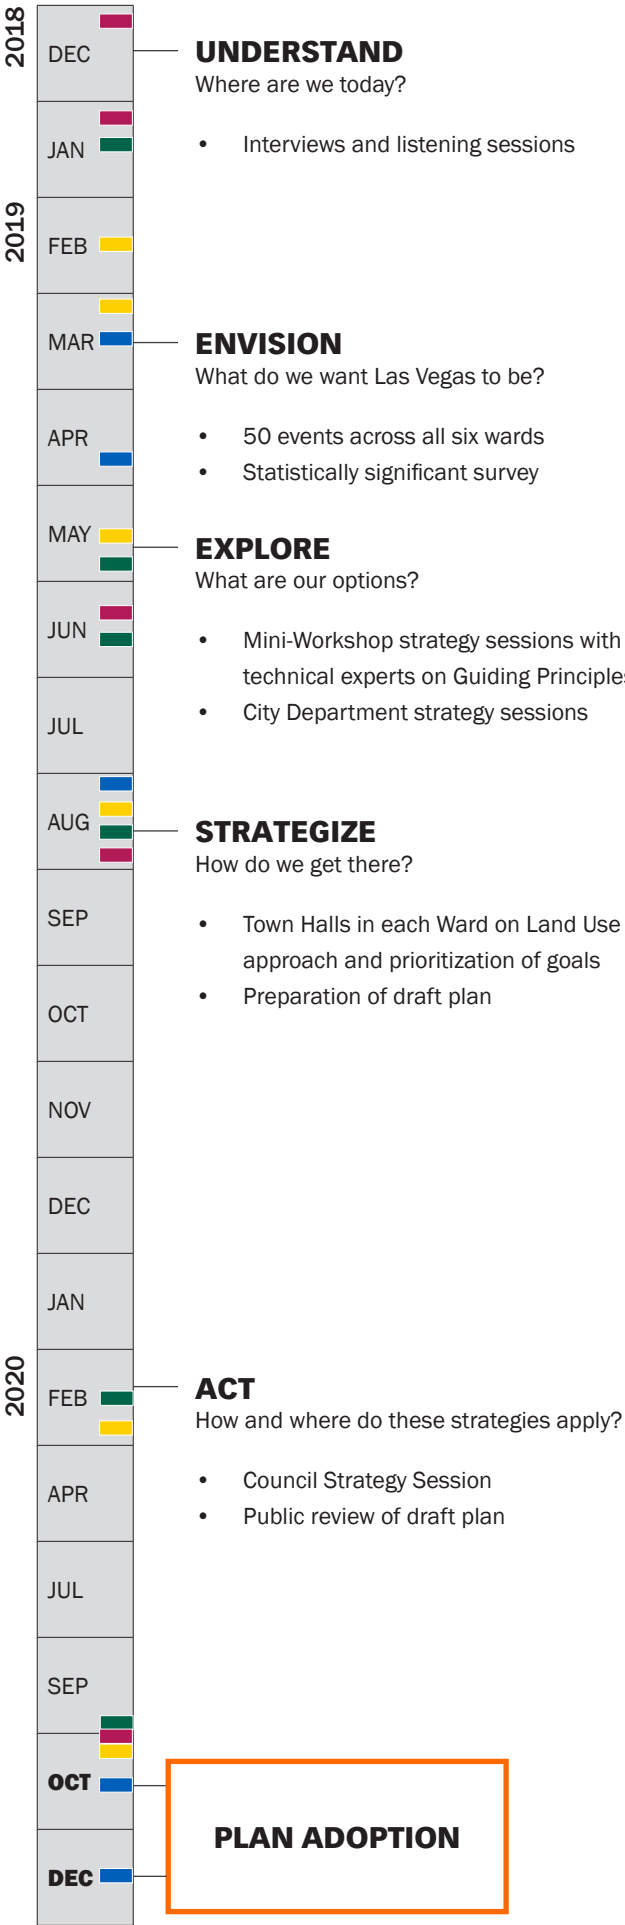 2018
DEC
UNDERSTAND
Where are we today?
JAN
• Interviews and listening sessions
2019
FEB
MAR
ENVISION
What do we want Las Vegas to be?
APR
• 50 events across all six wards
• Statistically significant survey
MAY
EXPLORE
What are our options?
JUN
• Mini-Workshop strategy sessions with
technical experts on Guiding Principles
• City Department strategy sessions
JUL
AUG
STRATEGIZE
How do we get there?
SEP
• Town Halls in each Ward on Land Use
approach and prioritization of goals
• Preparation of draft plan
OCT
NOV
DEC
JAN
2020
FEB
ACT
How and where do these strategies apply?
• Council Strategy Session
APR
• Public review of draft plan
JUL
SEP
OCT
PLAN ADOPTION
DEC